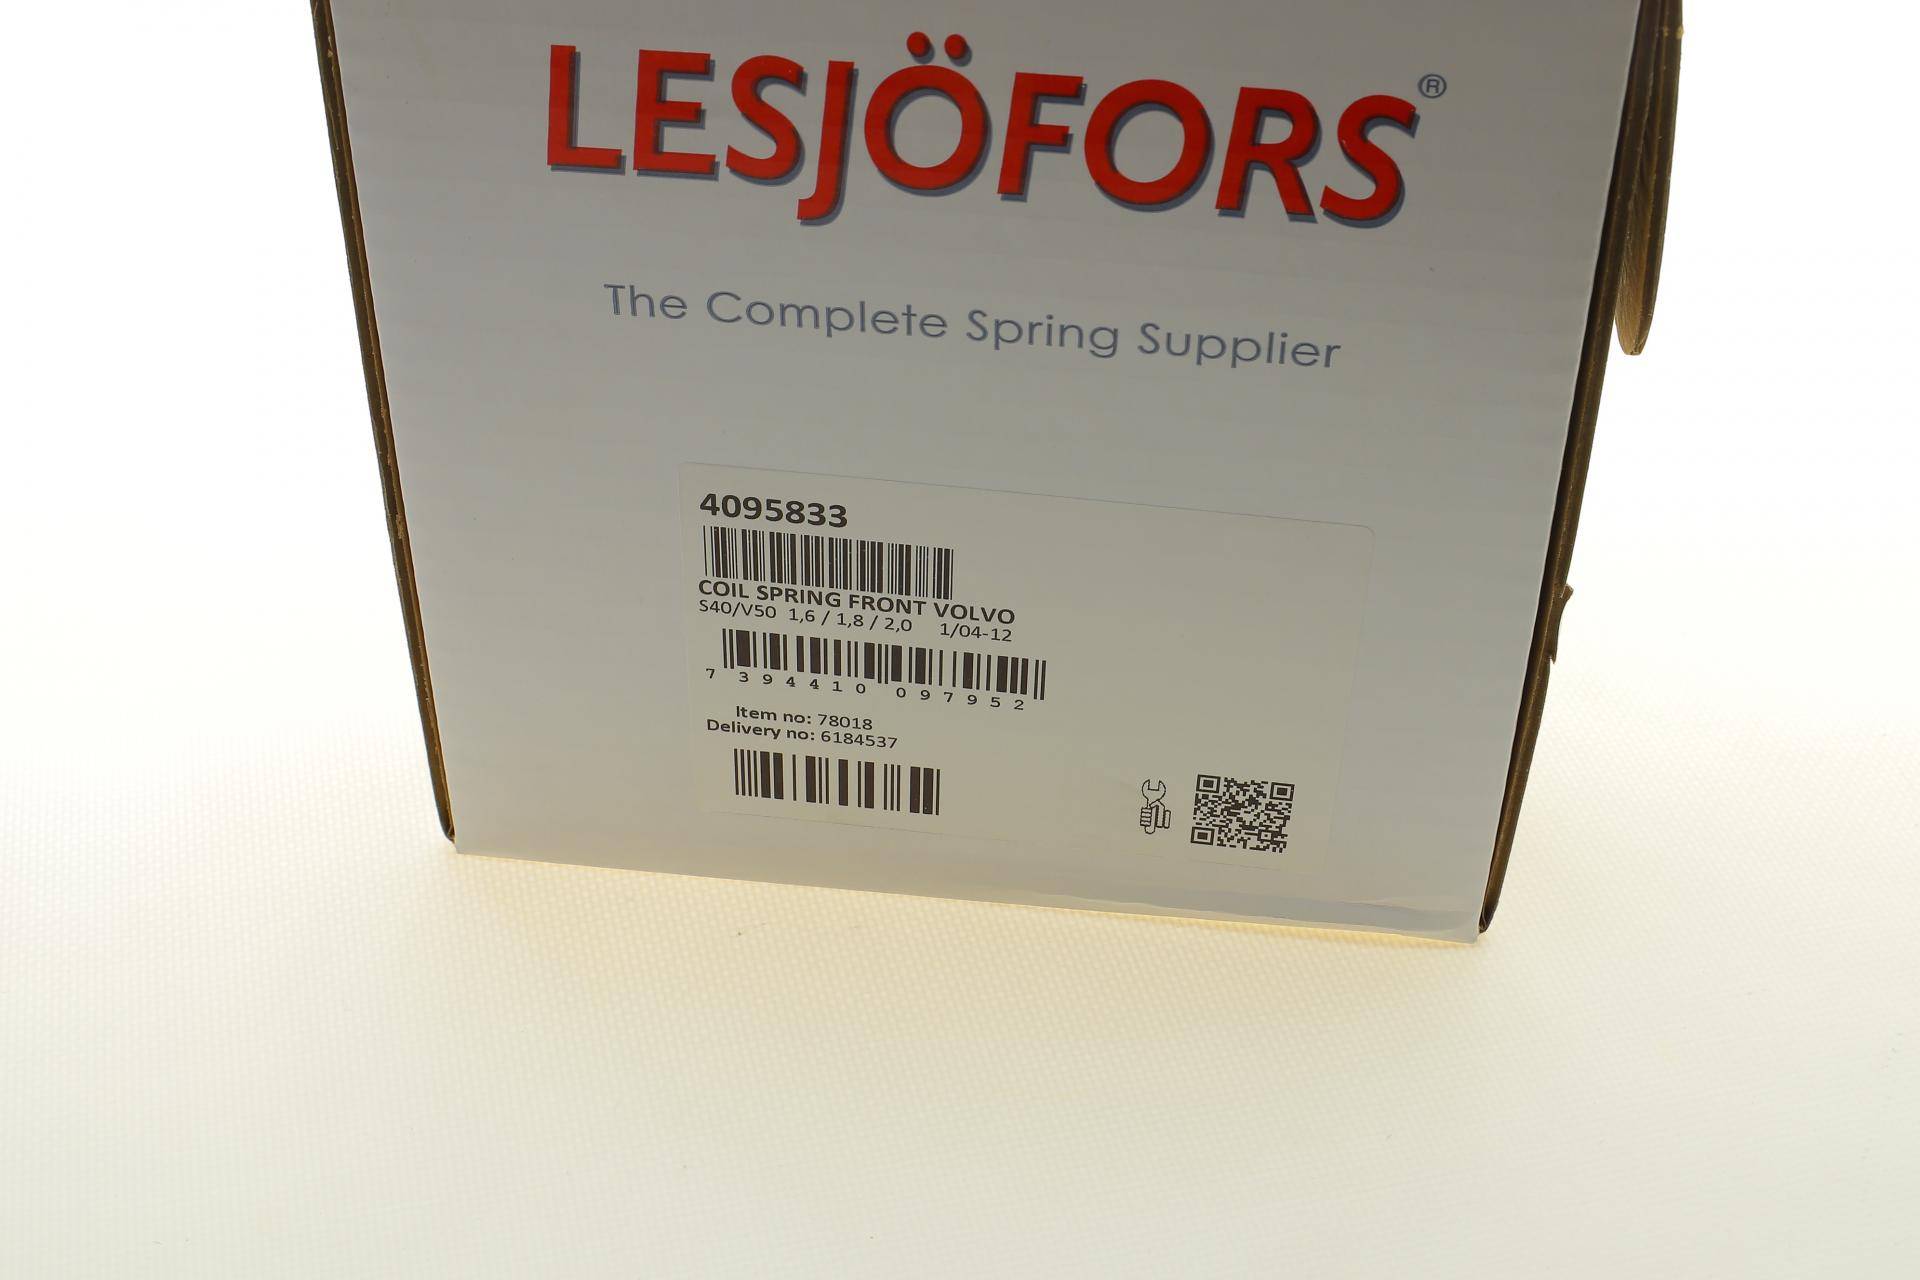 LESJÖFORS®
The Complete Spring Supplier
4095833
COIL SPRING FRONT VOLVO
S40/V50 1,6 / 1,8 / 2,0 1/04-12
7 394410 097952
Item no: 78018
Delivery no: 6184537